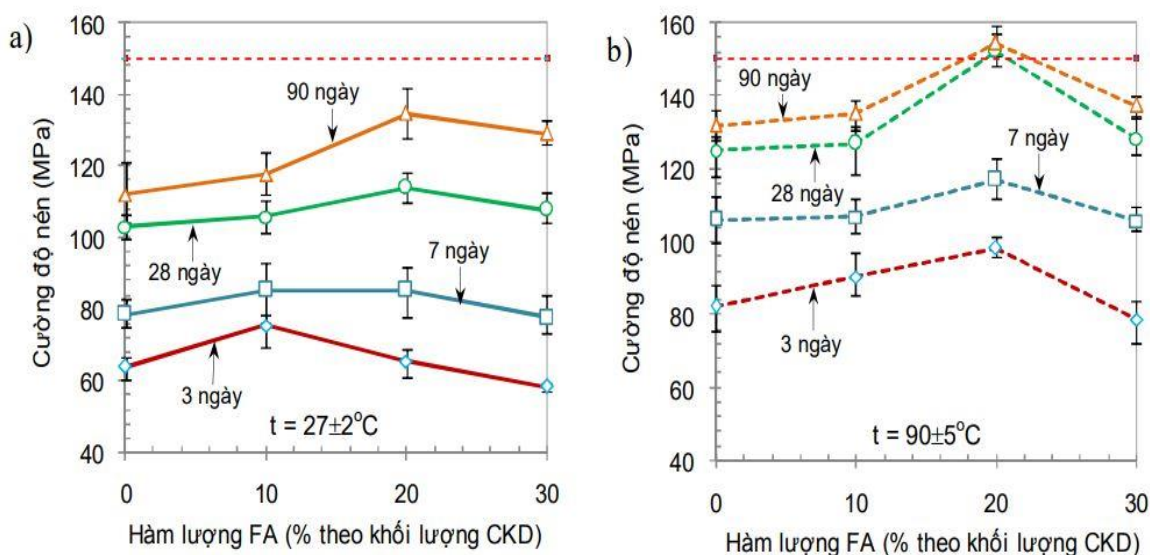 a)
Cường độ nén (MPa)
160
140
120
100
80
60
40
90 ngày
28 ngày
7 ngày
3 ngày
t = 27±2°C
0 10 20 30
Hàm lượng FA (% theo khối lượng CKD)
b)
Cường độ nén (MPa)
160
140
120
100
80
60
40
90 ngày
7 ngày
28 ngày
3 ngày
t = 90±5°C
0 10 20 30
Hàm lượng FA (% theo khối lượng CKD)